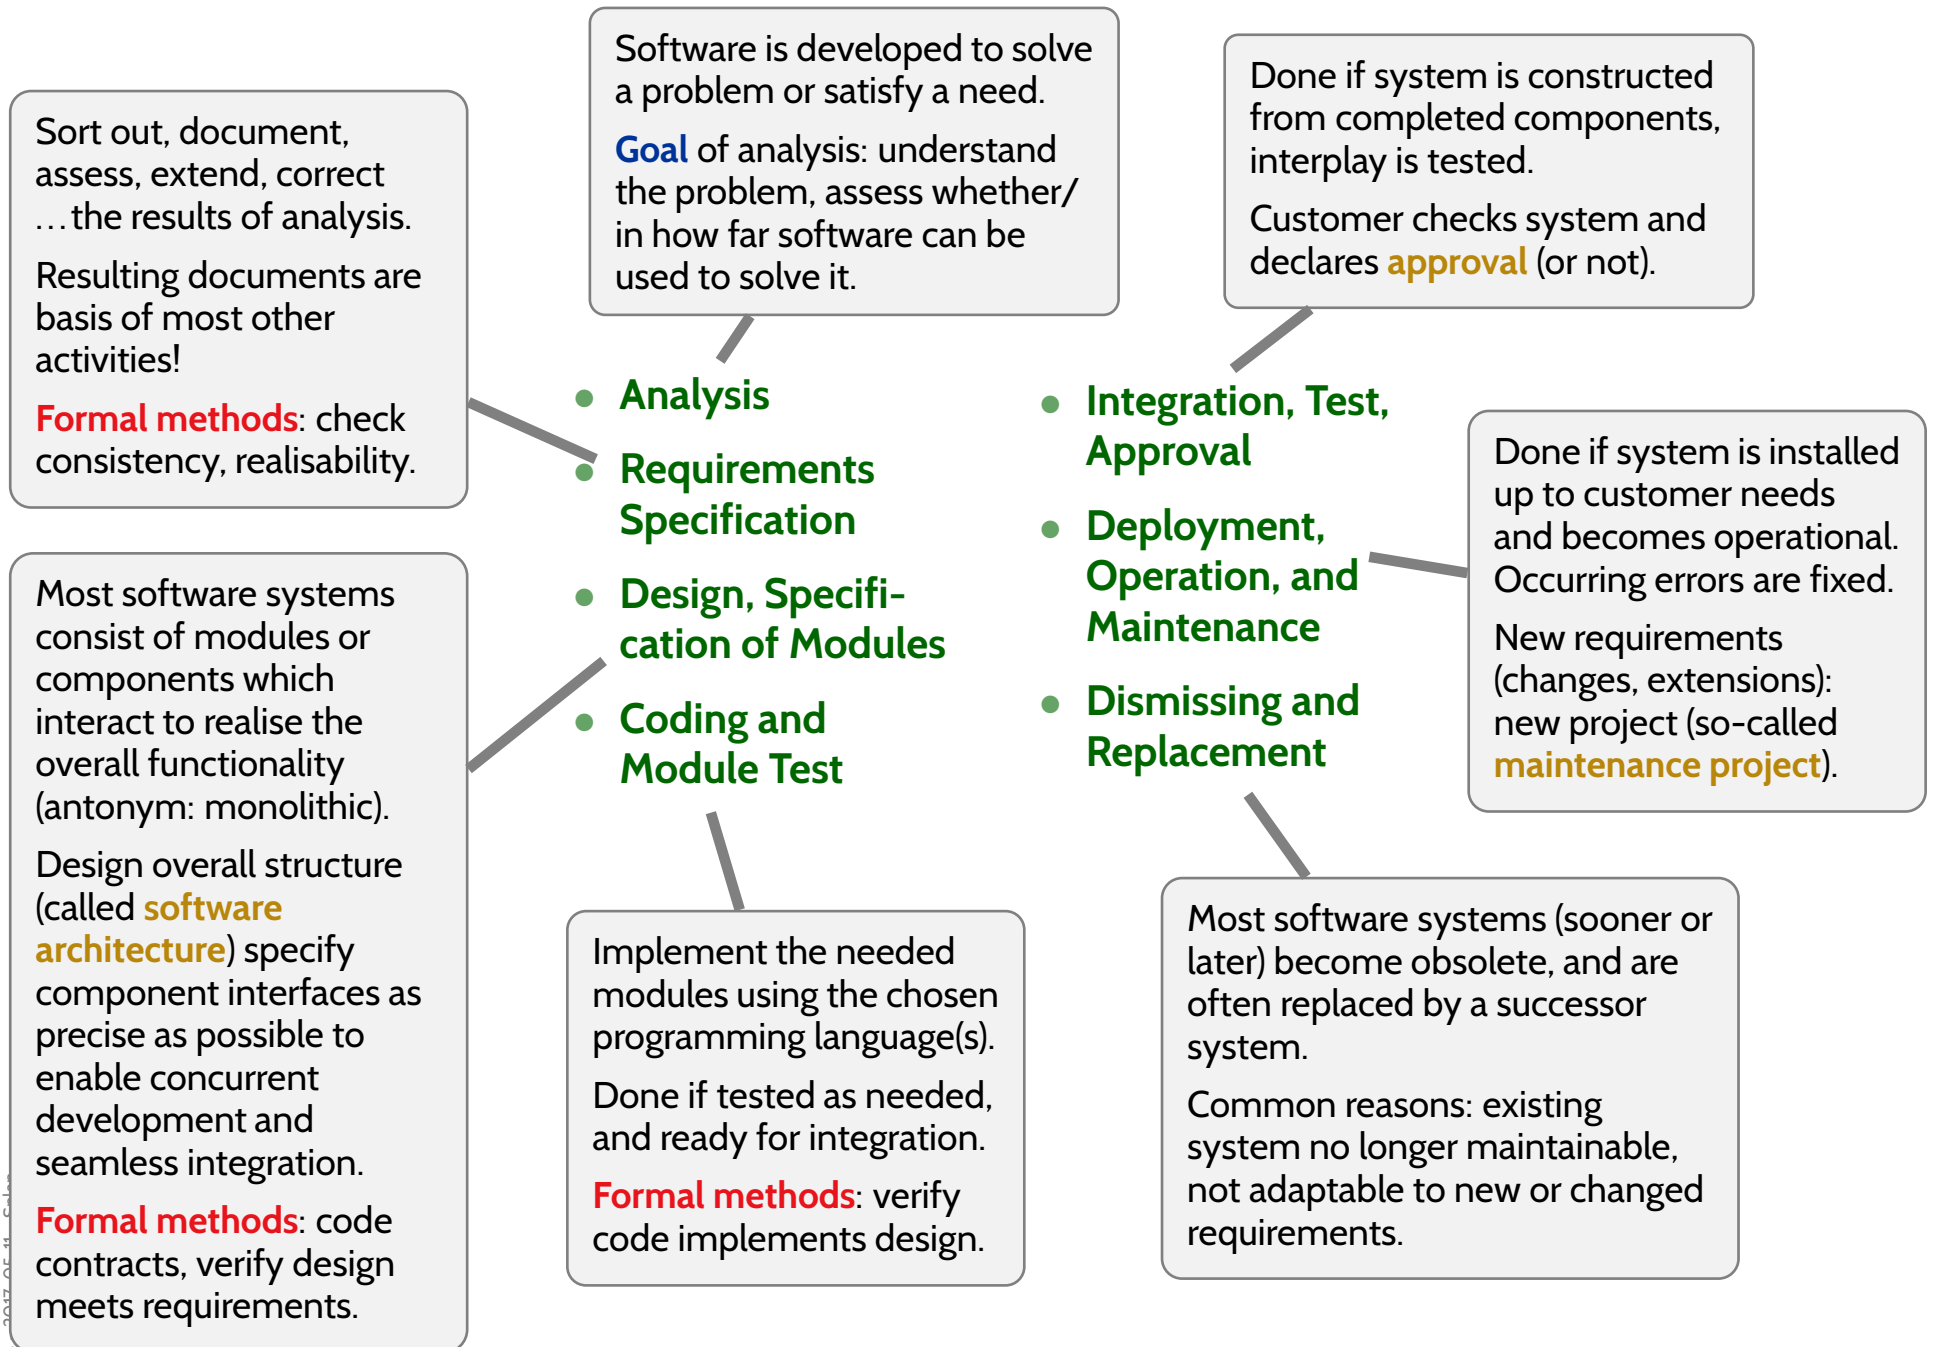 Software is developed to solve
a problem or satisfy a need.
Goal of analysis: understand
the problem, assess whether/
in how far software can be
used to solve it.
Done if system is constructed
from completed components,
interplay is tested.
Customer checks system and
declares approval (or not).
Sort out, document,
assess, extend, correct
...the results of analysis.
Resulting documents are
basis of most other
activities!
Formal methods: check
consistency, realisability.
• Analysis
• Requirements
Specification
• Design, Specifi-
cation of Modules
• Coding and
Module Test
• Integration, Test,
Approval
• Deployment,
Operation, and
Maintenance
• Dismissing and
Replacement
Done if system is installed
up to customer needs
and becomes operational.
Occurring errors are fixed.
New requirements
(changes, extensions):
new project (so-called
maintenance project).
Most software systems
consist of modules or
components which
interact to realise the
overall functionality
(antonym: monolithic).
Design overall structure
(called software
architecture) specify
component interfaces as
precise as possible to
enable concurrent
development and
seamless integration.
Formal methods: code
contracts, verify design
meets requirements.
Implement the needed
modules using the chosen
programming language(s).
Done if tested as needed,
and ready for integration.
Formal methods: verify
code implements design.
Most software systems (sooner or
later) become obsolete, and are
often replaced by a successor
system.
Common reasons: existing
system no longer maintainable,
not adaptable to new or changed
requirements.